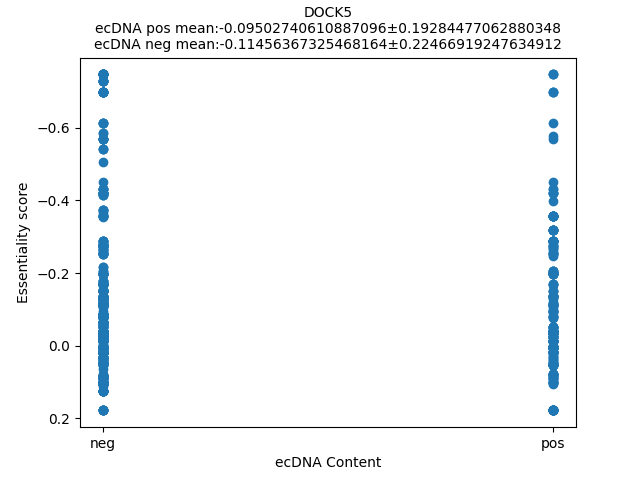 DOCK5
ecDNA pos mean:-0.09502740610887096±0.19284477062880348
ecDNA neg mean:-0.11456367325468164±0.22466919247634912
−0.6
−0.4
−0.2
0.0
0.2
Essentiality score
neg
pos
ecDNA Content